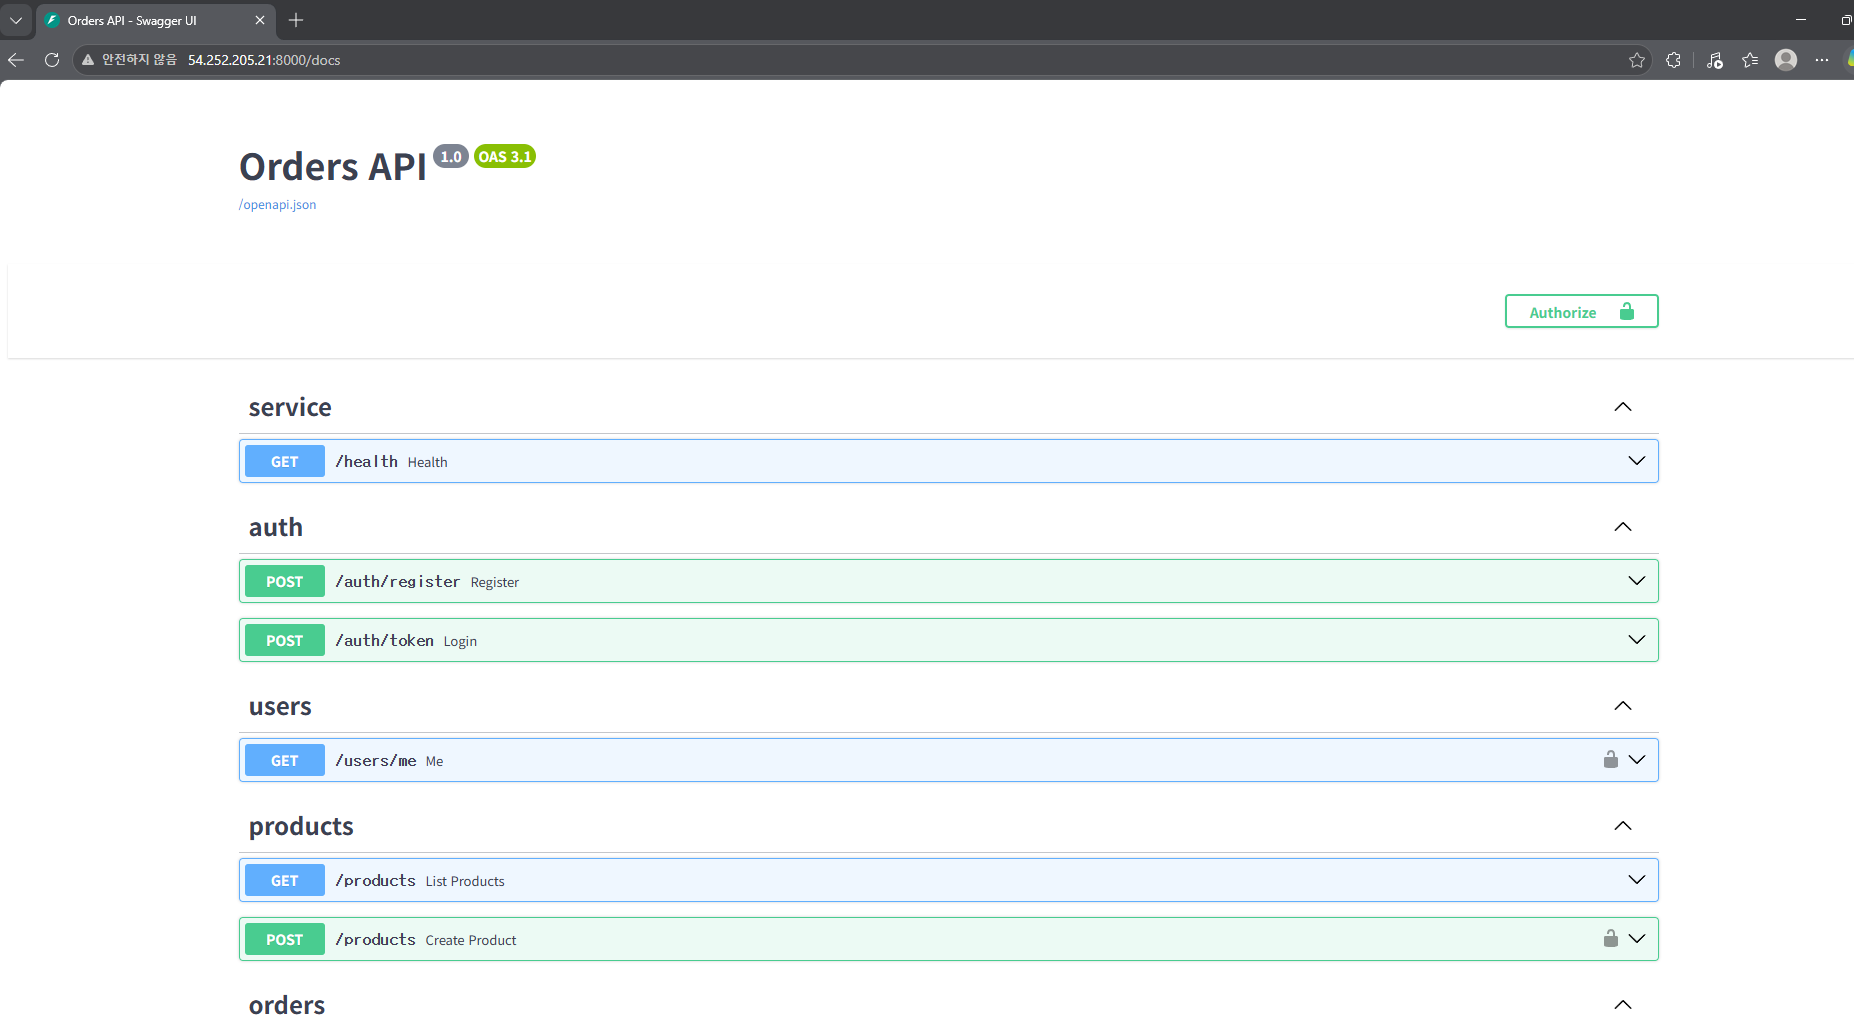 Orders API - Swagger UI
안전하지 않음 54.252.205.21:8000/docs
Orders API 1.0 OAS 3.1
/openapi.json
Authorize
service
GET /health Health
auth
POST /auth/register Register
POST /auth/token Login
users
GET /users/me Me
products
GET /products List Products
POST /products Create Product
orders